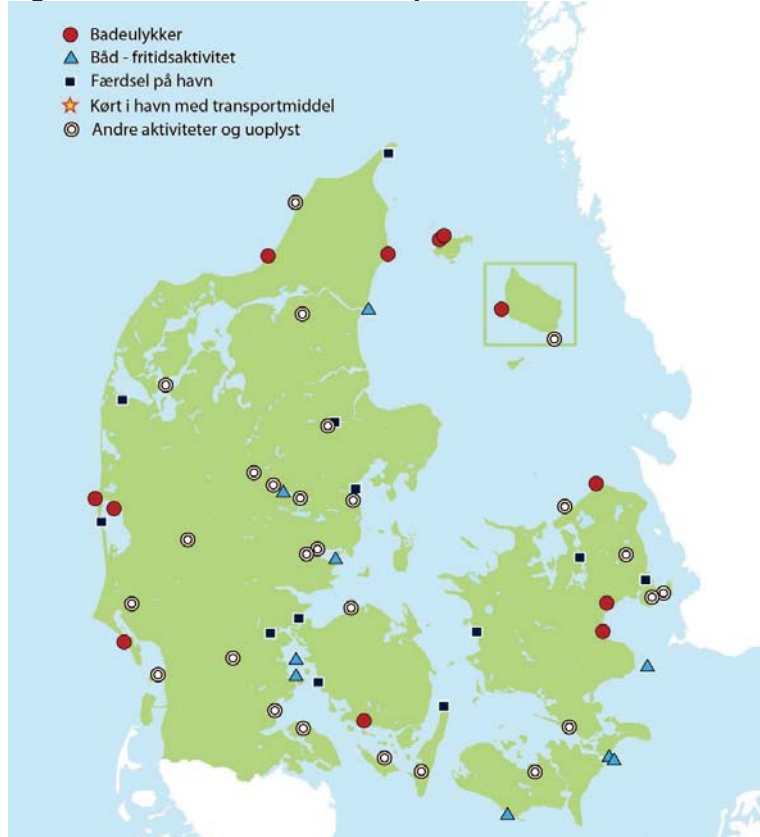 Badeulykker
Båd - fritidsaktivitet
Færdsel på havn
Kørt i havn med transportmiddel
Andre aktiviteter og uoplyst